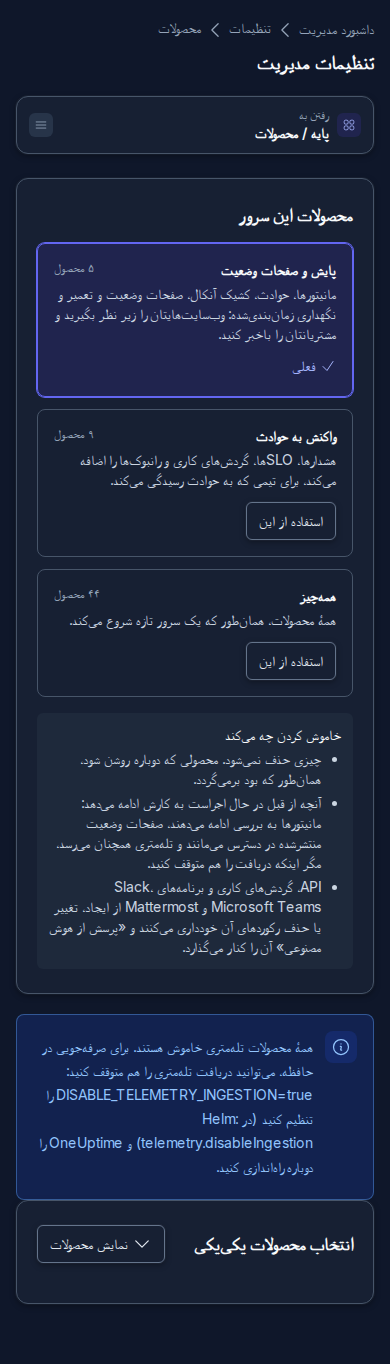 داشبورد مدیریت > تنظیمات > محصولات
تنظیمات مدیریت
رفتن به
پایه / محصولات
محصولات این سرور
پایش و صفحات وضعیت
۵ محصول
مانیتورها، حوادث، کشیک آنکال، صفحات وضعیت و تعمیر و
نگهداری زمان‌بندی‌شده: وب‌سایت‌هایتان را زیر نظر بگیرید و
مشتریانتان را باخبر کنید.
فعلی
واکنش به حوادث
۹ محصول
هشدارها، SLOها، گردش‌های کاری و رانبوک‌ها را اضافه
می‌کند. برای تیمی که به حوادث رسیدگی می‌کند.
استفاده از این
همه‌چیز
۴۴ محصول
همهٔ محصولات، همان‌طور که یک سرور تازه شروع می‌کند.
استفاده از این
خاموش کردن چه می‌کند
چیزی حذف نمی‌شود. محصولی که دوباره روشن شود،
همان‌طور که بود برمی‌گردد.
آنچه از قبل در حال اجراست به کارش ادامه می‌دهد:
مانیتورها به بررسی ادامه می‌دهند، صفحات وضعیت
منتشرشده در دسترس می‌مانند و تله‌متری همچنان می‌رسد،
مگر اینکه دریافت را هم متوقف کنید.
API، گردش‌های کاری و برنامه‌های Slack،
Microsoft Teams و Mattermost از ایجاد، تغییر
یا حذف رکوردهای آن خودداری می‌کنند و «پرسش از هوش
مصنوعی» آن را کنار می‌گذارد.
همهٔ محصولات تله‌متری خاموش هستند. برای صرفه‌جویی در
حافظه، می‌توانید دریافت تله‌متری را هم متوقف کنید:
DISABLE_TELEMETRY_INGESTION=true را
تنظیم کنید (در Helm:
telemetry.disableIngestion) و OneUptime را
دوباره راه‌اندازی کنید.
انتخاب محصولات یکی‌یکی
نمایش محصولات